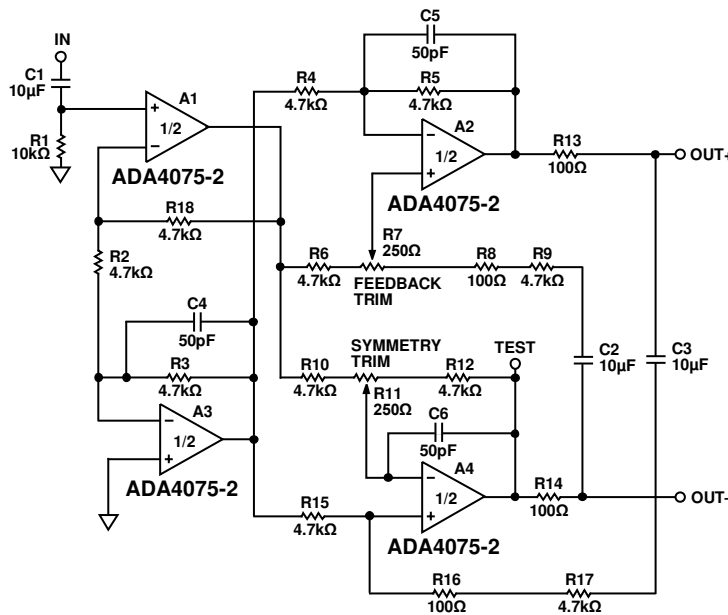 IN
C1
10µF
R1
10kΩ
A1
+
1/2
−
ADA4075-2
R18
4.7kΩ
R2
4.7kΩ
C4
50pF
R3
4.7kΩ
A3
−
1/2
+
ADA4075-2
R4
4.7kΩ
C5
50pF
R5
4.7kΩ
A2
−
1/2
+
ADA4075-2
R13
100Ω
OUT+
R7
250Ω
FEEDBACK
TRIM
R6
4.7kΩ
R8
100Ω
R9
4.7kΩ
C2
10µF
C3
10µF
SYMMETRY
TRIM
R10
4.7kΩ
R11
250Ω
R12
4.7kΩ
TEST
C6
50pF
A4
−
1/2
+
ADA4075-2
R14
100Ω
OUT−
R15
4.7kΩ
R16
100Ω
R17
4.7kΩ